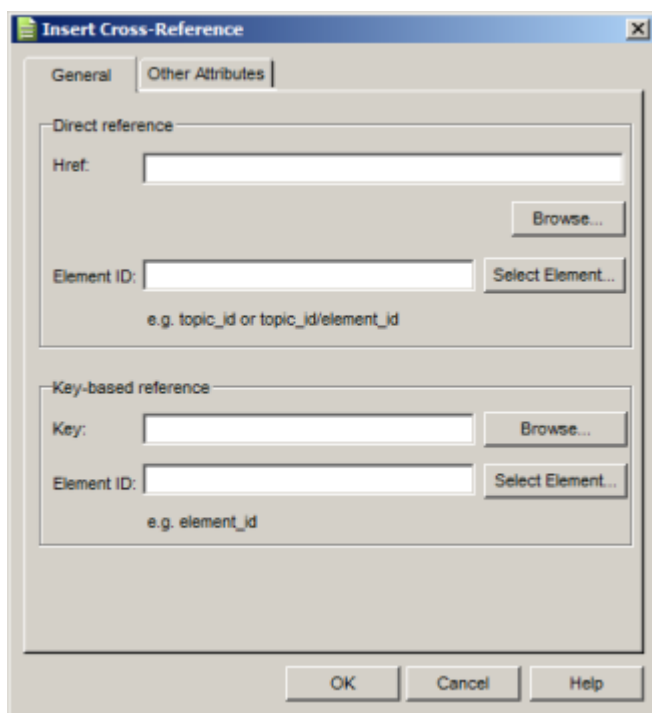 Insert Cross-Reference
General Other Attributes
Direct reference
Href:
Browse...
Element ID: Select Element...
e.g. topic_id or topic_id/element_id
Key-based reference
Key: Browse...
Element ID: Select Element...
e.g. element_id
OK Cancel Help